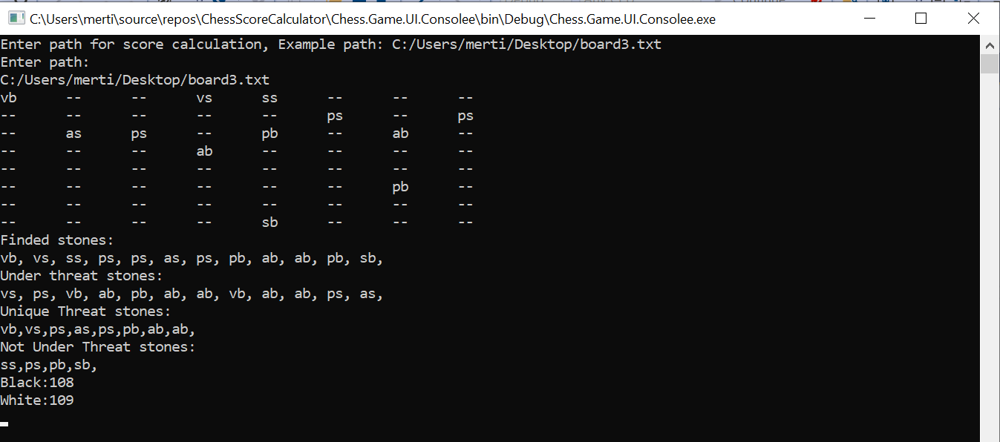 C:\Users\merti\source\repos\ChessScoreCalculator\Chess.Game.UI.Consolee\bin\Debug\Chess.Game.UI.Consolee.exe
Enter path for score calculation, Example path: C:/Users/merti/Desktop/board3.txt
Enter path:
C:/Users/merti/Desktop/board3.txt
vb -- -- vs ss -- -- --
-- -- -- -- -- ps -- ps
-- as ps -- pb -- ab --
-- -- -- ab -- -- -- --
-- -- -- -- -- -- -- --
-- -- -- -- -- -- pb --
-- -- -- -- -- -- -- --
-- -- -- -- sb -- -- --
Finded stones:
vb, vs, ss, ps, ps, as, ps, pb, ab, ab, pb, sb,
Under threat stones:
vs, ps, vb, ab, pb, ab, ab, vb, ab, ab, ps, as,
Unique Threat stones:
vb,vs,ps,as,ps,pb,ab,ab,
Not Under Threat stones:
ss,ps,pb,sb,
Black:108
White:109